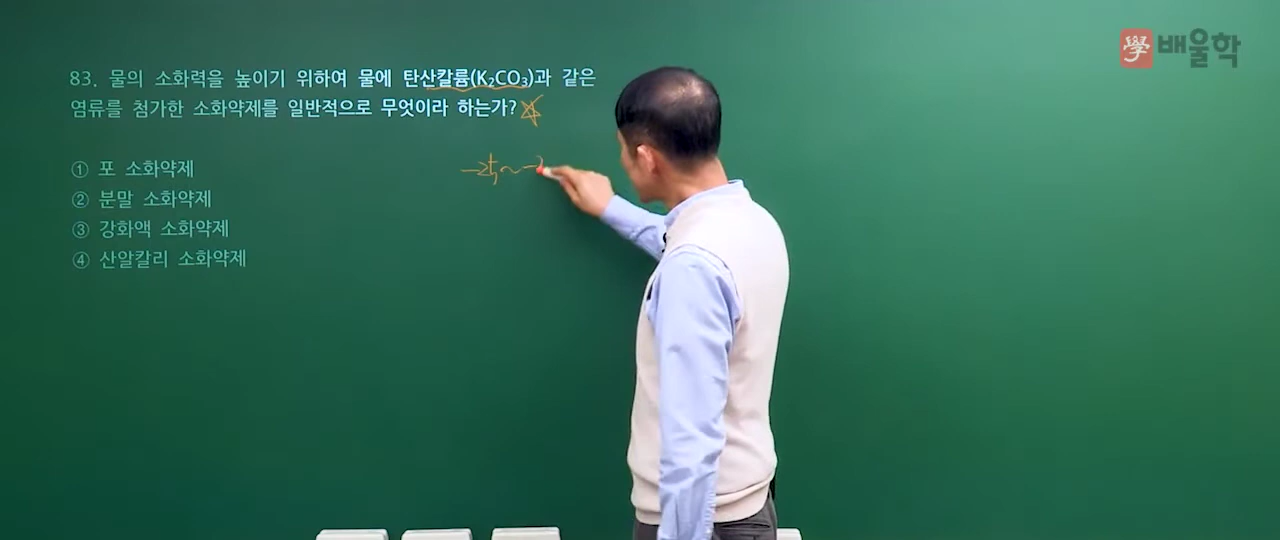 學 배울학
83. 물의 소화력을 높이기 위하여 물에 탄산칼륨(K₂CO₃)과 같은
염류를 첨가한 소화약제를 일반적으로 무엇이라 하는가?
① 포 소화약제
② 분말 소화약제
③ 강화액 소화약제
④ 산알칼리 소화약제